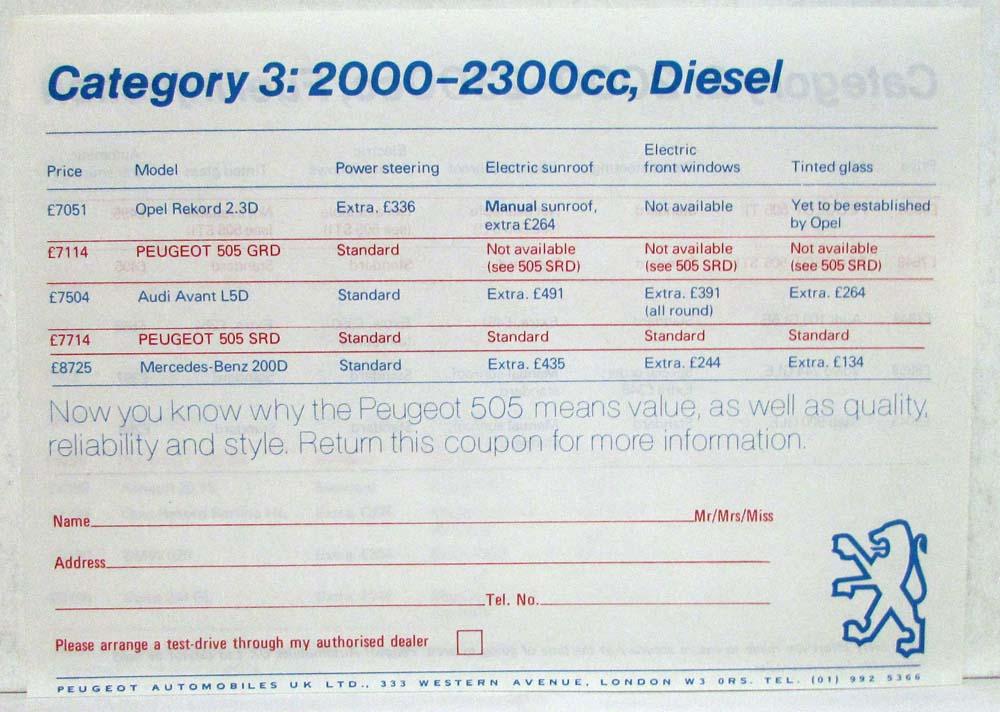 Category 3: 2000-2300cc, Diesel
Price Model Power steering Electric sunroof Electric front windows Tinted glass
£7051 Opel Rekord 2.3D Extra. £336 Manual sunroof, extra £264 Not available Yet to be established by Opel
£7114 PEUGEOT 505 GRD Standard Not available (see 505 SRD) Not available (see 505 SRD) Not available (see 505 SRD)
£7504 Audi Avant L5D Standard Extra. £491 Extra. £391 (all round) Extra. £264
£7714 PEUGEOT 505 SRD Standard Standard Standard Standard
£8725 Mercedes-Benz 200D Standard Extra. £435 Extra. £244 Extra. £134
Now you know why the Peugeot 505 means value, as well as quality,
reliability and style. Return this coupon for more information.
Name Mr/Mrs/Miss
Address
Tel. No.
Please arrange a test-drive through my authorised dealer
PEUGEOT AUTOMOBILES UK LTD., 333 WESTERN AVENUE, LONDON W3 0RS. TEL. (01) 992 5366